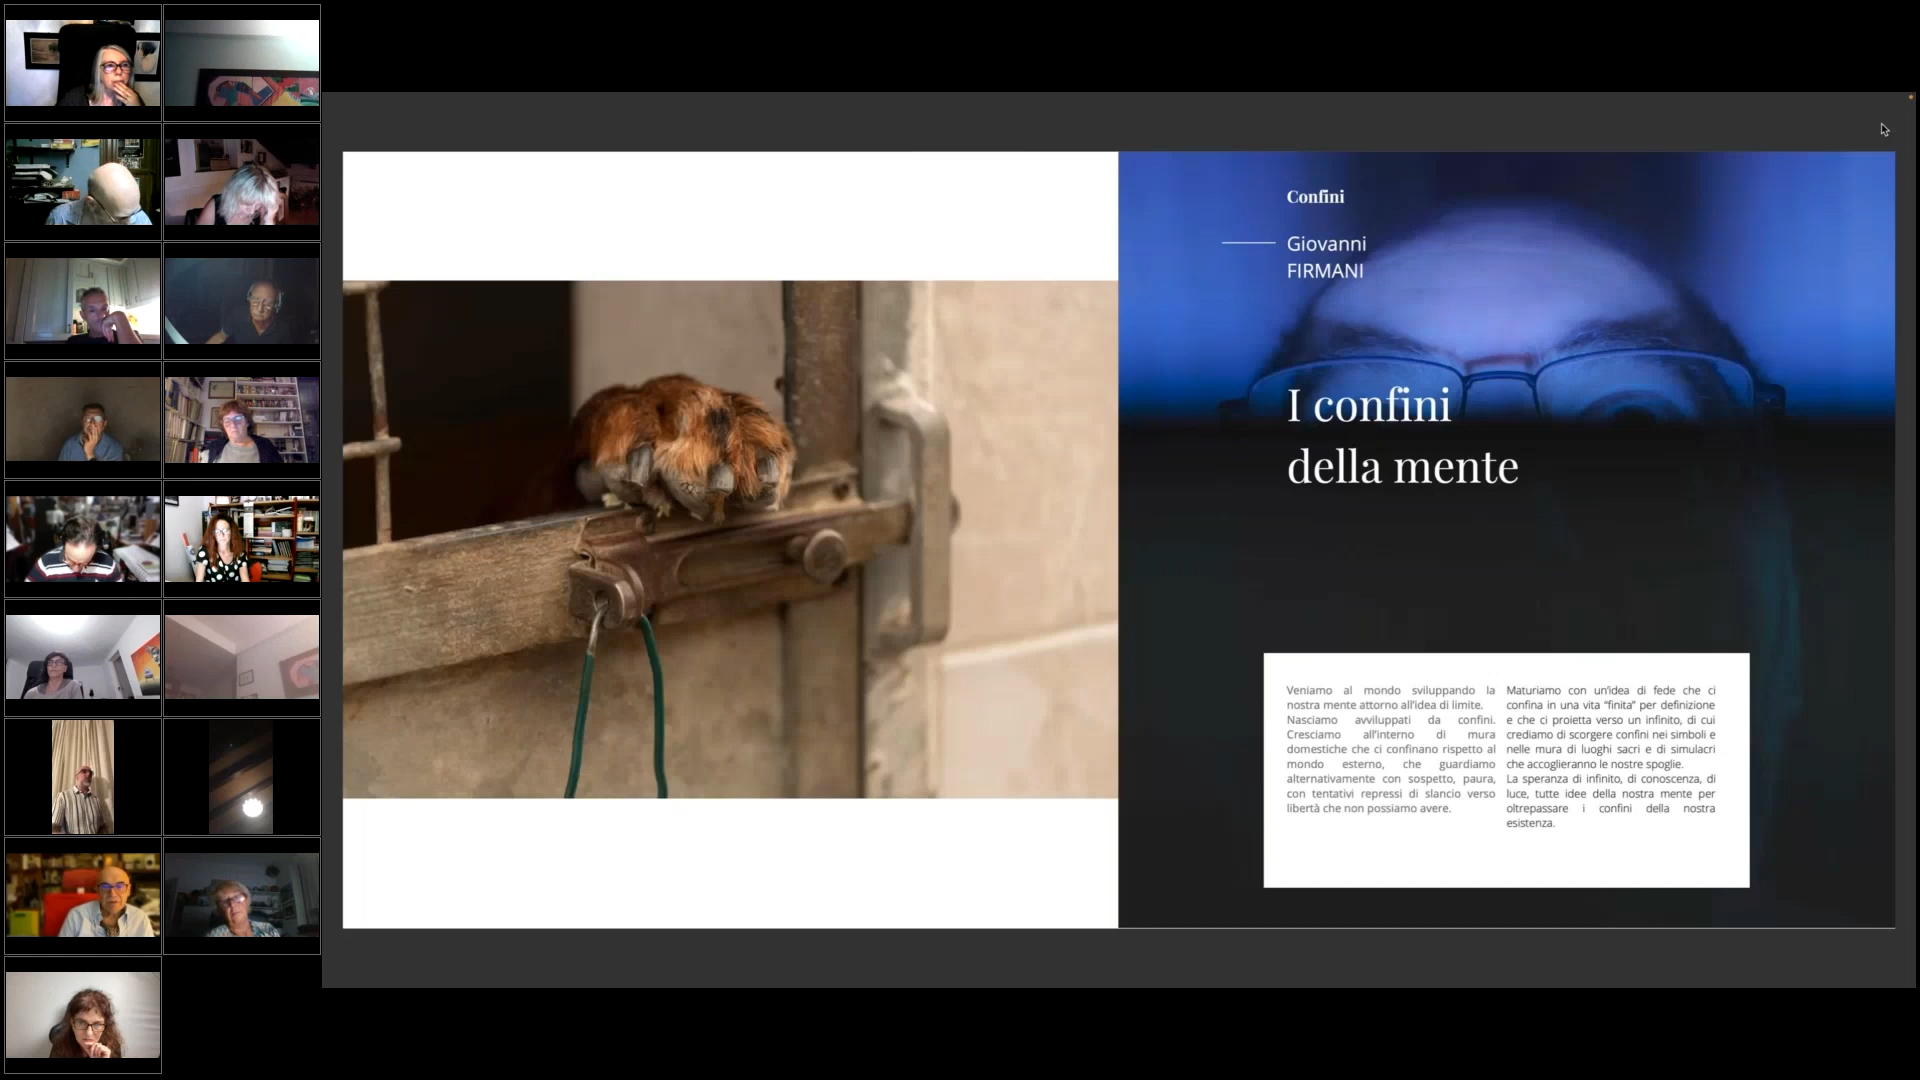 Confini
Giovanni
FIRMANI
I confini
della mente
Veniamo al mondo sviluppando la
nostra mente attorno all'idea di limite.
Nasciamo avviluppati da confini.
Cresciamo all'interno di mura
domestiche che ci confinano rispetto al
mondo esterno, che guardiamo
alternativamente con sospetto, paura,
con tentativi repressi di slancio verso
libertà che non possiamo avere.
Maturiamo con un'idea di fede che ci
confina in una vita "finita" per definizione
e che ci proietta verso un infinito, di cui
crediamo di scorgere confini nei simboli e
nelle mura di luoghi sacri e di simulacri
che accoglieranno le nostre spoglie.
La speranza di infinito, di conoscenza, di
luce, tutte idee della nostra mente per
oltrepassare i confini della nostra
esistenza.